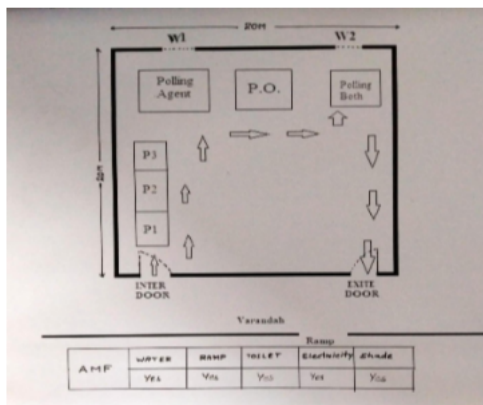 20M
W1 W2
Polling Agent
P.O.
Polling Both
P3
P2
P1
INTER DOOR
EXITE DOOR
Varandah
Ramp
AMF WATER RAMP TOILET Electricity Shade
Yes Yes Yes Yes Yes